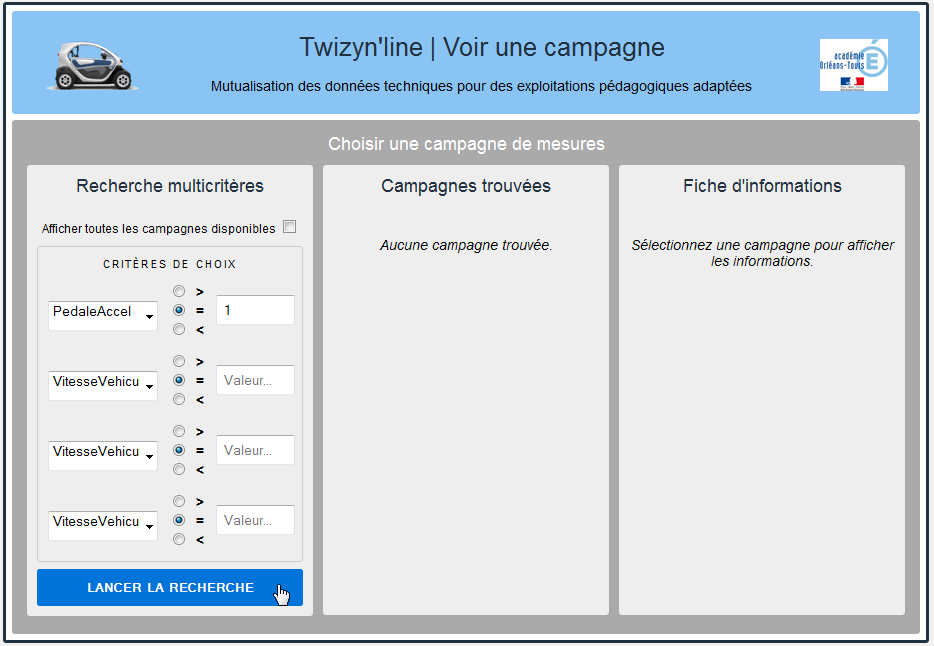 Twizyn'line | Voir une campagne
Mutualisation des données techniques pour des exploitations pédagogiques adaptées
académie
Orléans-Tours
É
Choisir une campagne de mesures
Recherche multicritères
Afficher toutes les campagnes disponibles
CRITÈRES DE CHOIX
>
PedaleAccel = 1
<
>
VitesseVehicu = Valeur...
<
>
VitesseVehicu = Valeur...
<
>
VitesseVehicu = Valeur...
<
LANCER LA RECHERCHE
Campagnes trouvées
Aucune campagne trouvée.
Fiche d'informations
Sélectionnez une campagne pour afficher
les informations.